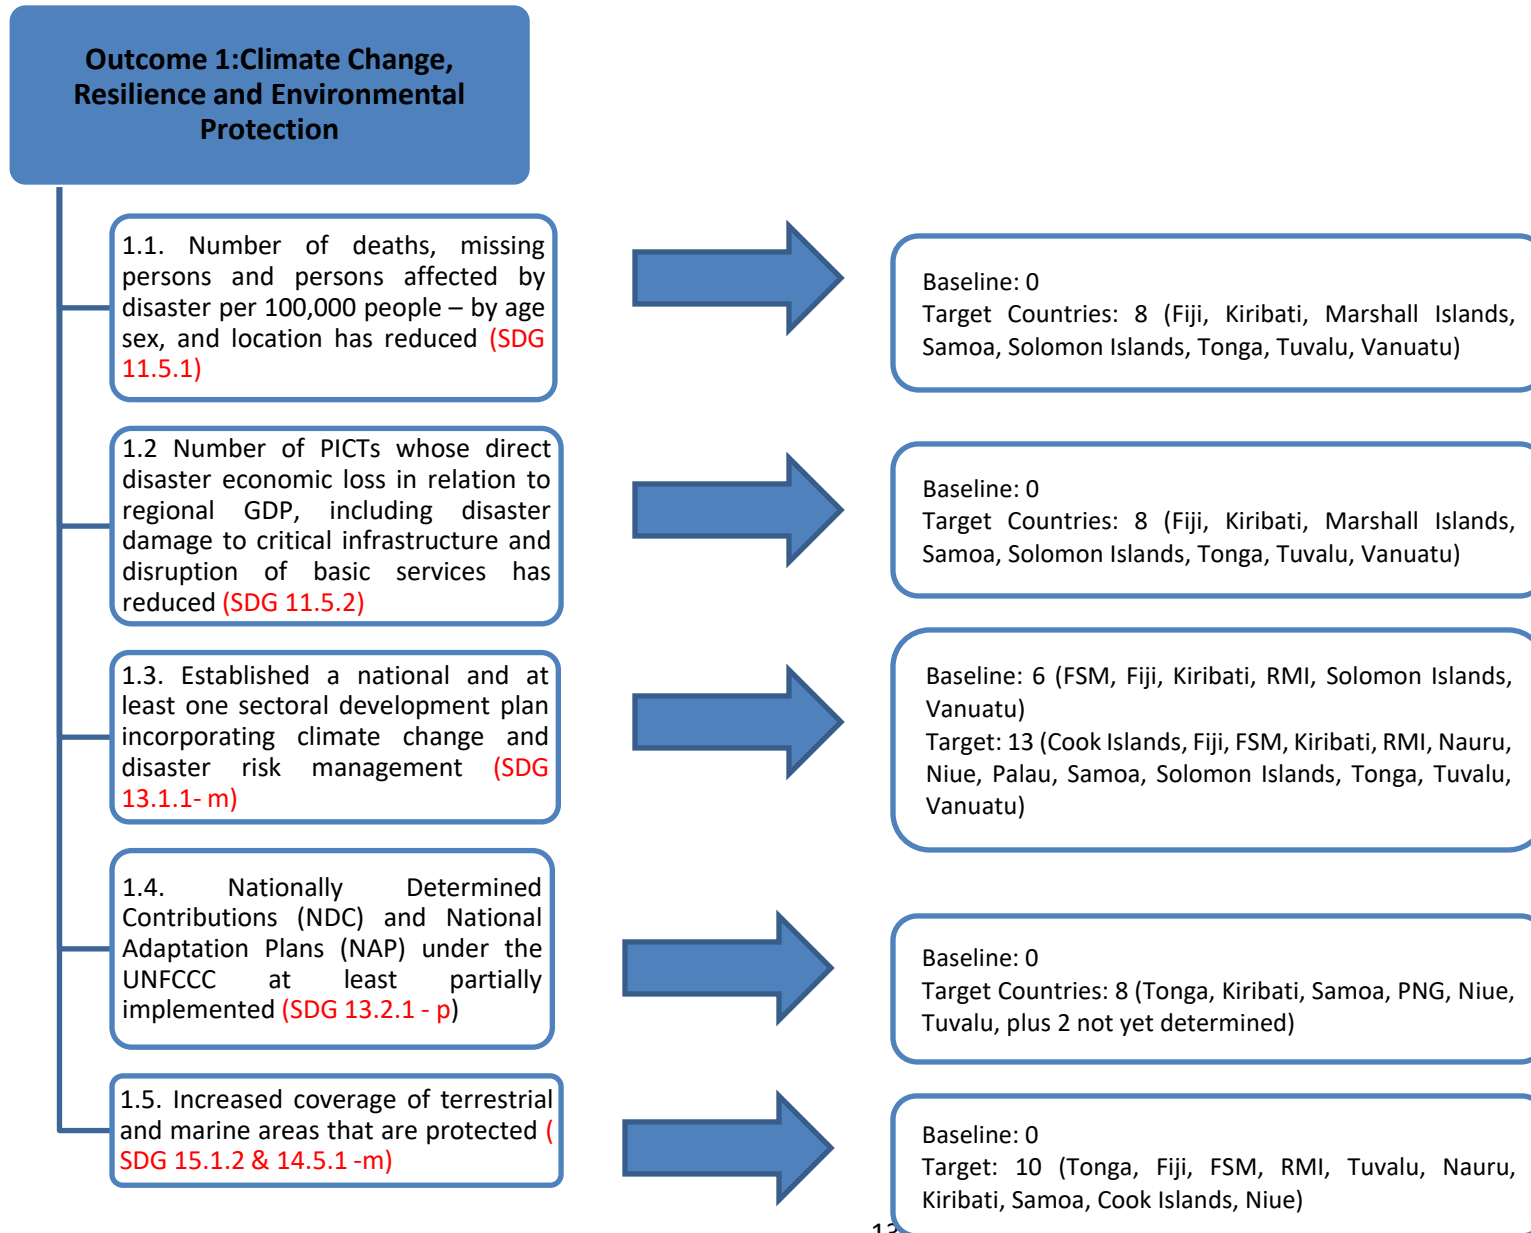 Outcome 1:Climate Change,
Resilience and Environmental
Protection
1.1. Number of deaths, missing
persons and persons affected by
disaster per 100,000 people – by age
sex, and location has reduced (SDG
11.5.1)
Baseline: 0
Target Countries: 8 (Fiji, Kiribati, Marshall Islands,
Samoa, Solomon Islands, Tonga, Tuvalu, Vanuatu)
1.2 Number of PICTs whose direct
disaster economic loss in relation to
regional GDP, including disaster
damage to critical infrastructure and
disruption of basic services has
reduced (SDG 11.5.2)
Baseline: 0
Target Countries: 8 (Fiji, Kiribati, Marshall Islands,
Samoa, Solomon Islands, Tonga, Tuvalu, Vanuatu)
1.3. Established a national and at
least one sectoral development plan
incorporating climate change and
disaster risk management (SDG
13.1.1- m)
Baseline: 6 (FSM, Fiji, Kiribati, RMI, Solomon Islands,
Vanuatu)
Target: 13 (Cook Islands, Fiji, FSM, Kiribati, RMI, Nauru,
Niue, Palau, Samoa, Solomon Islands, Tonga, Tuvalu,
Vanuatu)
1.4. Nationally Determined
Contributions (NDC) and National
Adaptation Plans (NAP) under the
UNFCCC at least partially
implemented (SDG 13.2.1 - p)
Baseline: 0
Target Countries: 8 (Tonga, Kiribati, Samoa, PNG, Niue,
Tuvalu, plus 2 not yet determined)
1.5. Increased coverage of terrestrial
and marine areas that are protected (
SDG 15.1.2 & 14.5.1 -m)
Baseline: 0
Target: 10 (Tonga, Fiji, FSM, RMI, Tuvalu, Nauru,
Kiribati, Samoa, Cook Islands, Niue)